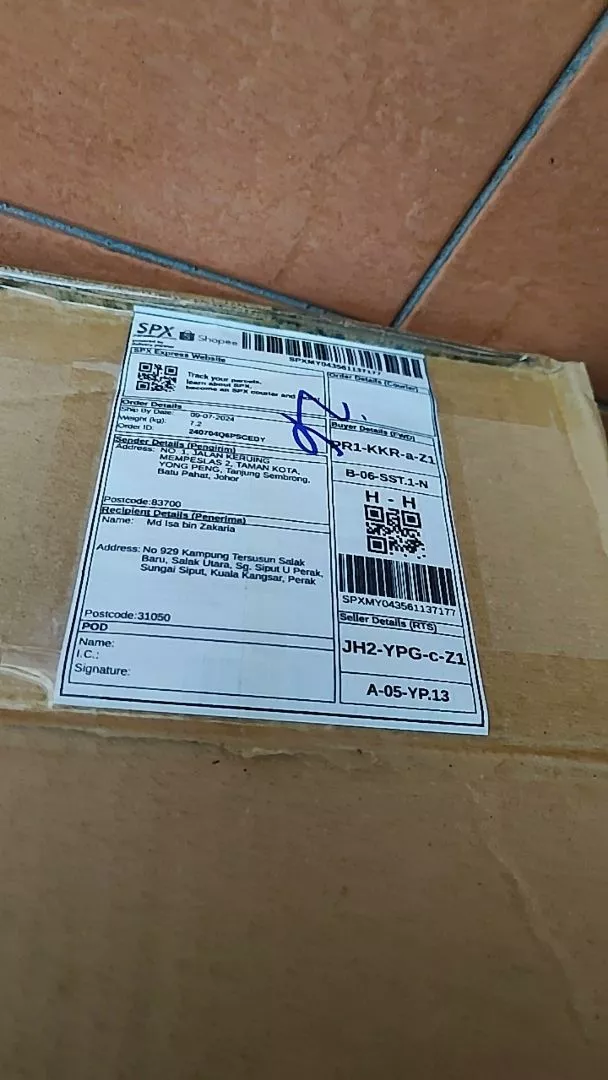 SPX Shopee
SPXMY043561137177
SPX Express Website
Track your parcels,
learn about SPX,
become an SPX courier and
Order Details (Courier)
Order Details
Ship By Date: 09-07-2024
Weight (kg): 7.2
Order ID: 240704Q6PSCEDY
Buyer Details (FWD)
PR1-KKR-a-Z1
B-06-SST.1-N
H - H
SPXMY043561137177
Sender Details (Pengirim)
Address: NO 1, JALAN KERUING
MEMPESLAS 2, TAMAN KOTA,
YONG PENG, Tanjung Sembrong,
Batu Pahat, Johor
Postcode:83700
Recipient Details (Penerima)
Name: Md Isa bin Zakaria
Address: No 929 Kampung Tersusun Salak
Baru, Salak Utara, Sg. Siput U Perak,
Sungai Siput, Kuala Kangsar, Perak
Postcode:31050
POD
Name:
I.C.:
Signature:
Seller Details (RTS)
JH2-YPG-c-Z1
A-05-YP.13